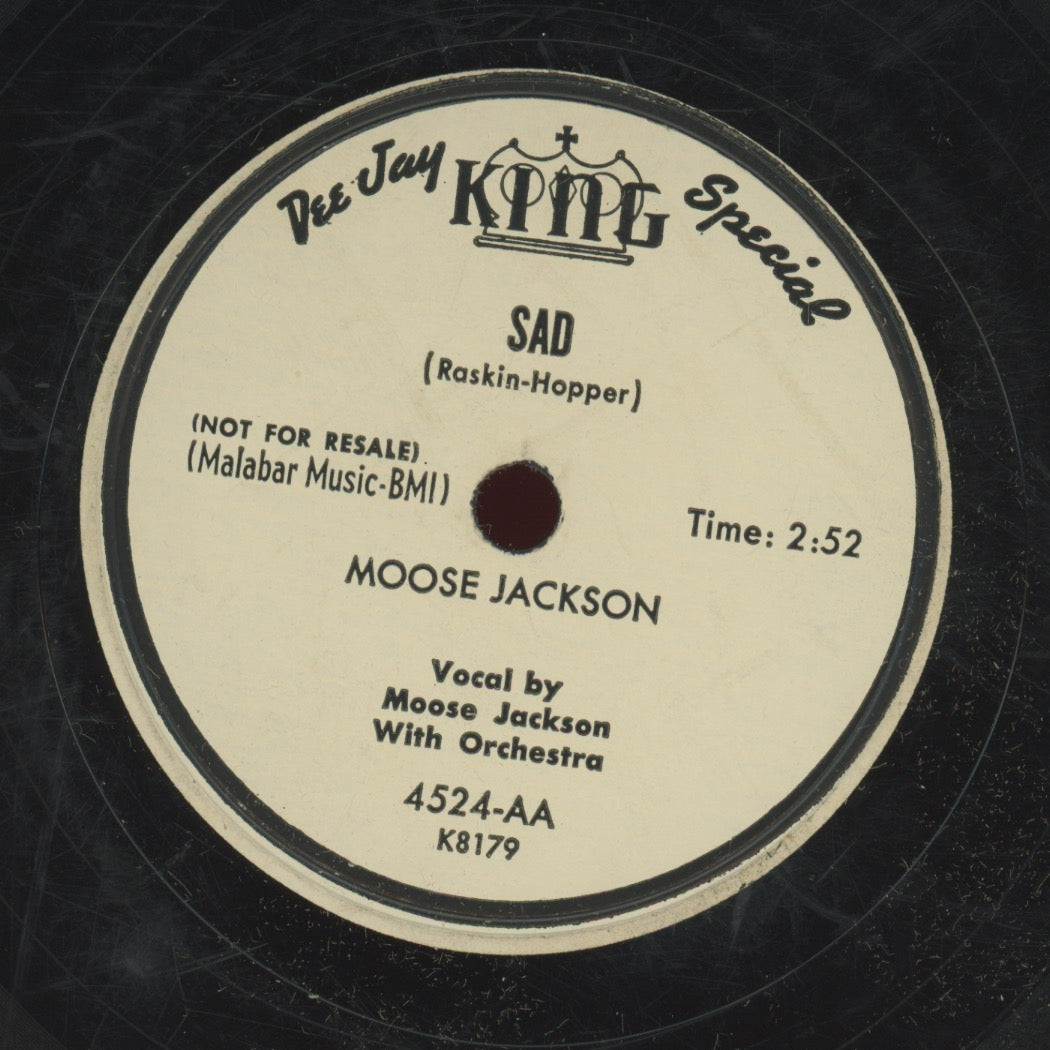 Dee Jay KING Special
SAD
(Raskin-Hopper)
(NOT FOR RESALE)
(Malabar Music-BMI)
Time: 2:52
MOOSE JACKSON
Vocal by
Moose Jackson
With Orchestra
4524-AA
K8179